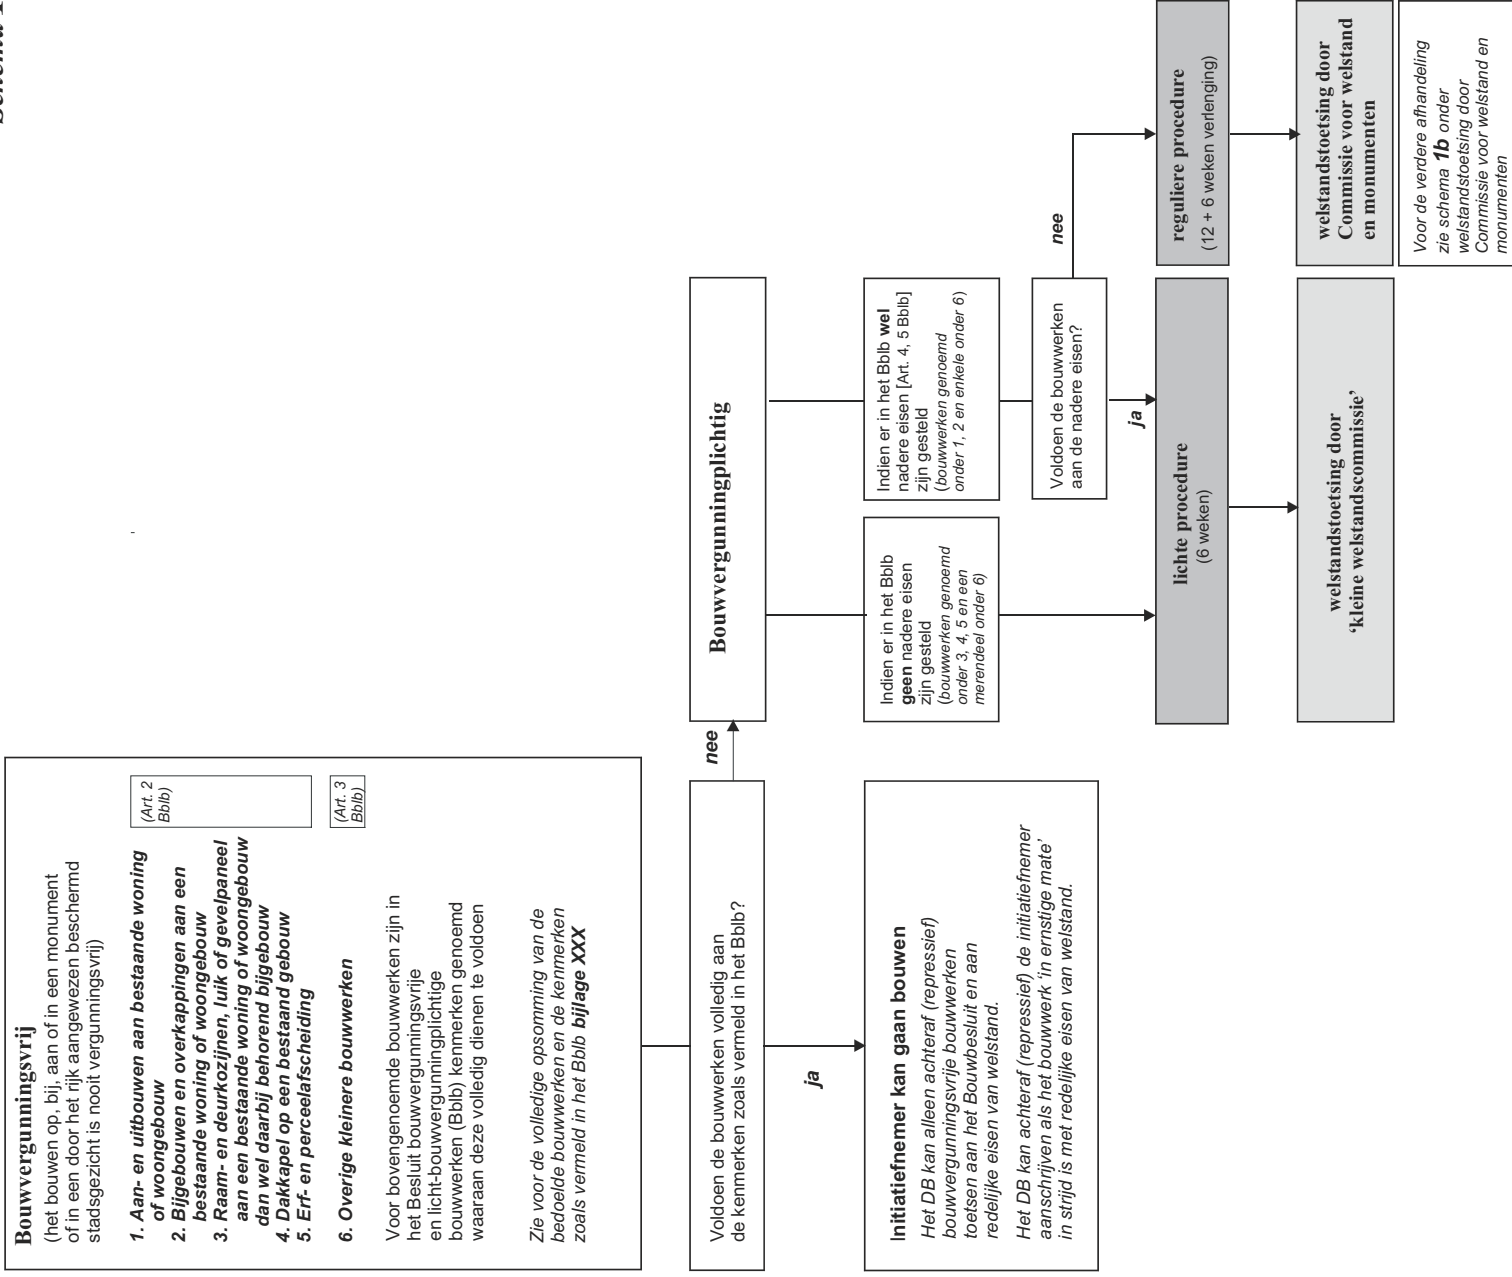 Bouwvergunningsvrij
(het bouwen op, bij, aan of in een monument
of in een door het rijk aangewezen beschermd
stadsgezicht is nooit vergunningsvrij)
1. Aan- en uitbouwen aan bestaande woning
of woongebouw
2. Bijgebouwen en overkappingen aan een
bestaande woning of woongebouw
3. Raam- en deurkozijnen, luik of gevelpaneel
aan een bestaande woning of woongebouw
dan wel daarbij behorend bijgebouw
4. Dakkapel op een bestaand gebouw
5. Erf- en perceelafscheiding
(Art. 2
Bblb)
6. Overige kleinere bouwwerken
(Art. 3
Bblb)
Voor bovengenoemde bouwwerken zijn in
het Besluit bouwvergunningsvrije
en licht-bouwvergunningplichtige
bouwwerken (Bblb) kenmerken genoemd
waaraan deze volledig dienen te voldoen
Zie voor de volledige opsomming van de
bedoelde bouwwerken en de kenmerken
zoals vermeld in het Bblb bijlage XXX
Voldoen de bouwwerken volledig aan
de kenmerken zoals vermeld in het Bblb?
nee
ja
Initiatiefnemer kan gaan bouwen
Het DB kan alleen achteraf (repressief)
bouwvergunningsvrije bouwwerken
toetsen aan het Bouwbesluit en aan
redelijke eisen van welstand.
Het DB kan achteraf (repressief) de initiatiefnemer
aanschrijven als het bouwwerk ‘in ernstige mate’
in strijd is met redelijke eisen van welstand.
Bouwvergunningplichtig
Indien er in het Bblb
geen nadere eisen
zijn gesteld
(bouwwerken genoemd
onder 3, 4, 5 en een
merendeel onder 6)
Indien er in het Bblb wel
nadere eisen [Art. 4, 5 Bblb]
zijn gesteld
(bouwwerken genoemd
onder 1, 2 en enkele onder 6)
Voldoen de bouwwerken
aan de nadere eisen?
nee
ja
lichte procedure
(6 weken)
reguliere procedure
(12 + 6 weken verlenging)
welstandstoetsing door
‘kleine welstandscommissie’
welstandstoetsing door
Commissie voor welstand
en monumenten
Voor de verdere afhandeling
zie schema 1b onder
welstandstoetsing door
Commissie voor welstand en
monumenten